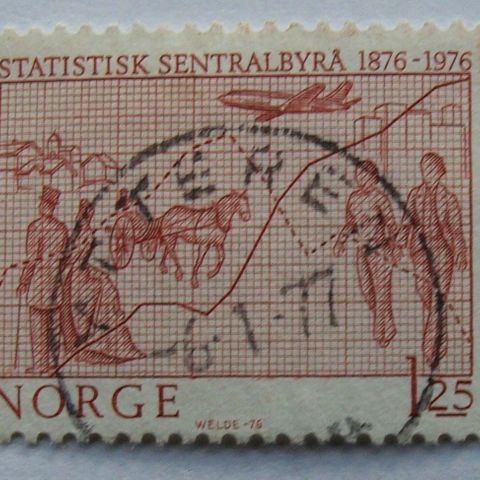 STATISTISK SENTRALBYRÅ 1876-1976
-6.1.77
NORGE
WELDE -76
1.25